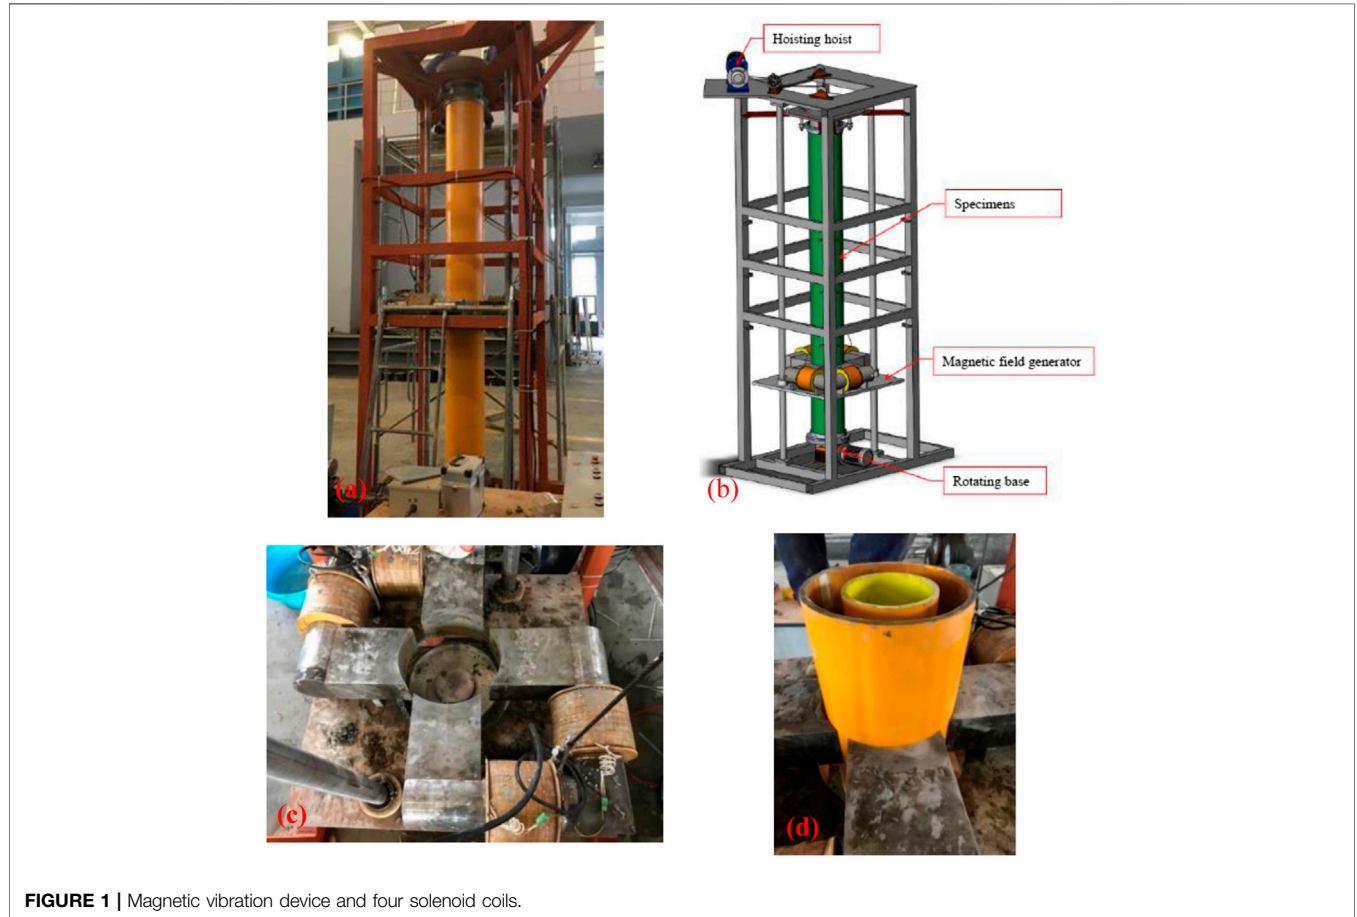 Hoisting hoist
Specimens
Magnetic field generator
Rotating base
(a)
(b)
(c)
(d)
FIGURE 1 | Magnetic vibration device and four solenoid coils.